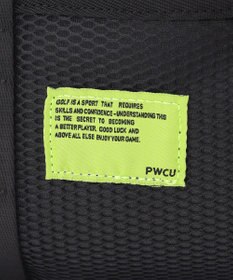 GOLF IS A SPORT THAT REQUIRES
SKILLS AND CONFIDENCE-UNDERSTANDING THIS
IS THE SECRET TO BECOMING
A BETTER PLAYER. GOOD LUCK AND
ABOVE ALL ELSE ENJOY YOUR GAME.
PWCU